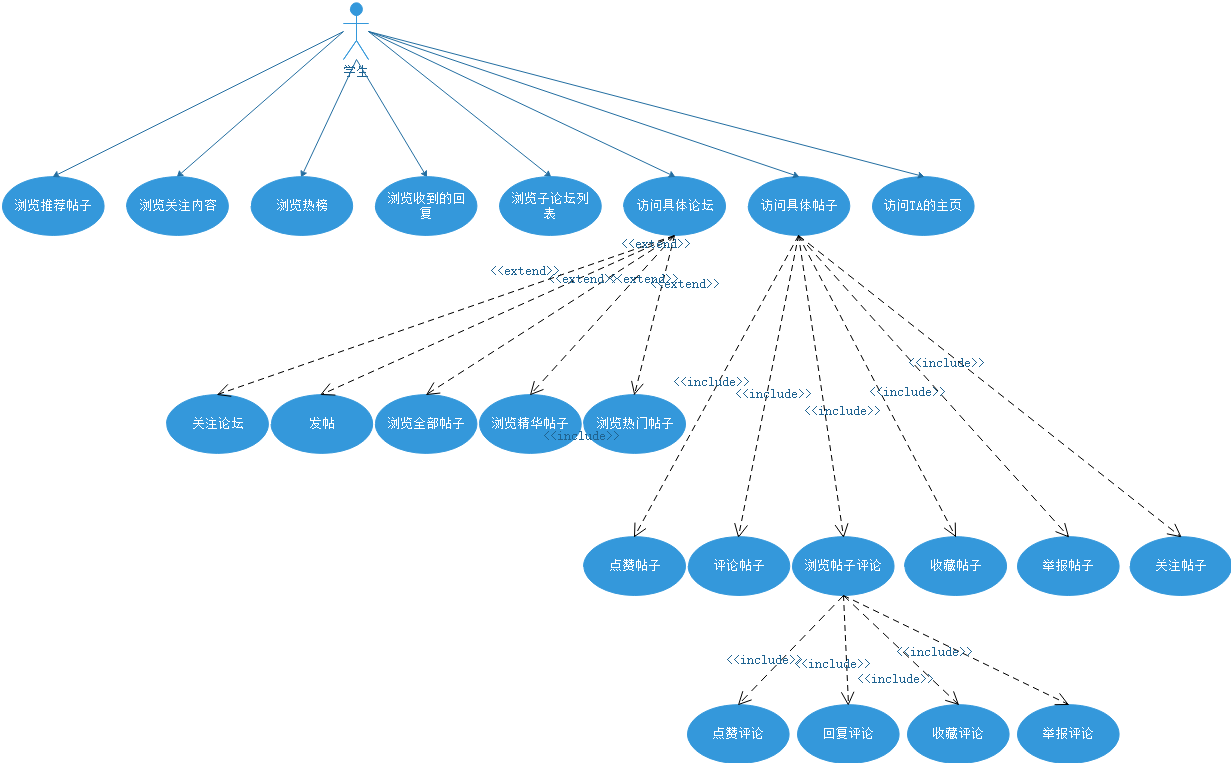 学生
浏览推荐帖子
浏览关注内容
浏览热榜
浏览收到的回
复
浏览子论坛列
表
访问具体论坛
访问具体帖子
访问TA的主页
<<extend>>
<<extend>>
<<extend>>
<<extend>>
<<extend>>
<<include>>
<<include>>
<<include>>
<<include>>
<<include>>
关注论坛
发帖
浏览全部帖子
浏览精华帖子
浏览热门帖子
<<include>>
点赞帖子
评论帖子
浏览帖子评论
收藏帖子
举报帖子
关注帖子
<<include>>
<<include>>
<<include>>
<<include>>
点赞评论
回复评论
收藏评论
举报评论